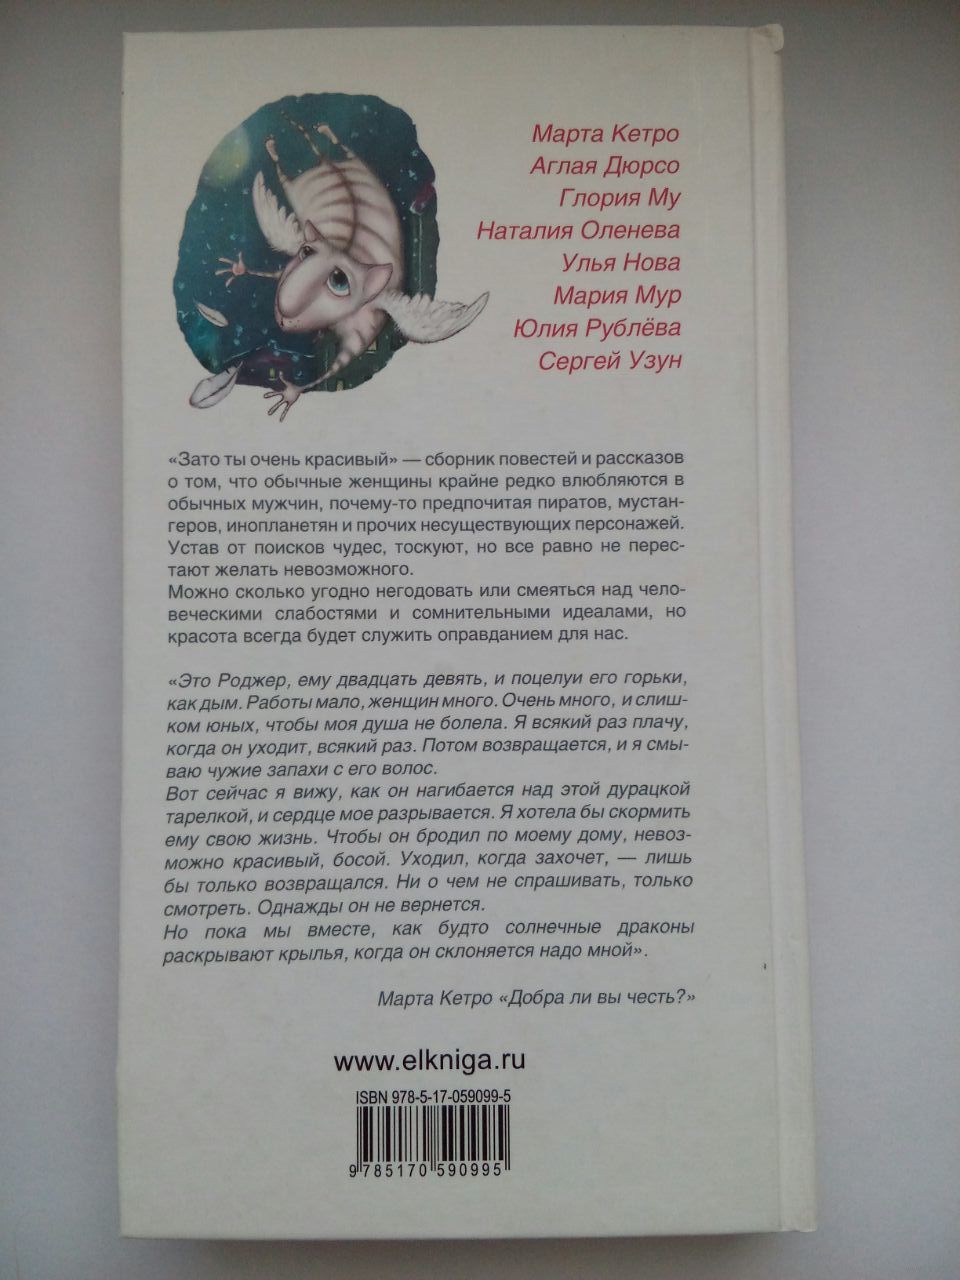 Марта Кетро
Аглая Дюрсо
Глория Му
Наталия Оленева
Улья Нова
Мария Мур
Юлия Рублёва
Сергей Узун
«Зато ты очень красивый» — сборник повестей и рассказов
о том, что обычные женщины крайне редко влюбляются в
обычных мужчин, почему-то предпочитая пиратов, мустан-
геров, инопланетян и прочих несуществующих персонажей.
Устав от поисков чудес, тоскуют, но все равно не перес-
тают желать невозможного.
Можно сколько угодно негодовать или смеяться над чело-
веческими слабостями и сомнительными идеалами, но
красота всегда будет служить оправданием для нас.
«Это Роджер, ему двадцать девять, и поцелуи его горьки,
как дым. Работы мало, женщин много. Очень много, и слиш-
ком юных, чтобы моя душа не болела. Я всякий раз плачу,
когда он уходит, всякий раз. Потом возвращается, и я смы-
ваю чужие запахи с его волос.
Вот сейчас я вижу, как он нагибается над этой дурацкой
тарелкой, и сердце мое разрывается. Я хотела бы скормить
ему свою жизнь. Чтобы он бродил по моему дому, невоз-
можно красивый, босой. Уходил, когда захочет, — лишь
бы только возвращался. Ни о чем не спрашивать, только
смотреть. Однажды он не вернется.
Но пока мы вместе, как будто солнечные драконы
раскрывают крылья, когда он склоняется надо мной».
Марта Кетро «Добра ли вы честь?»
www.elkniga.ru
ISBN 978-5-17-059099-5
9 785170 590995